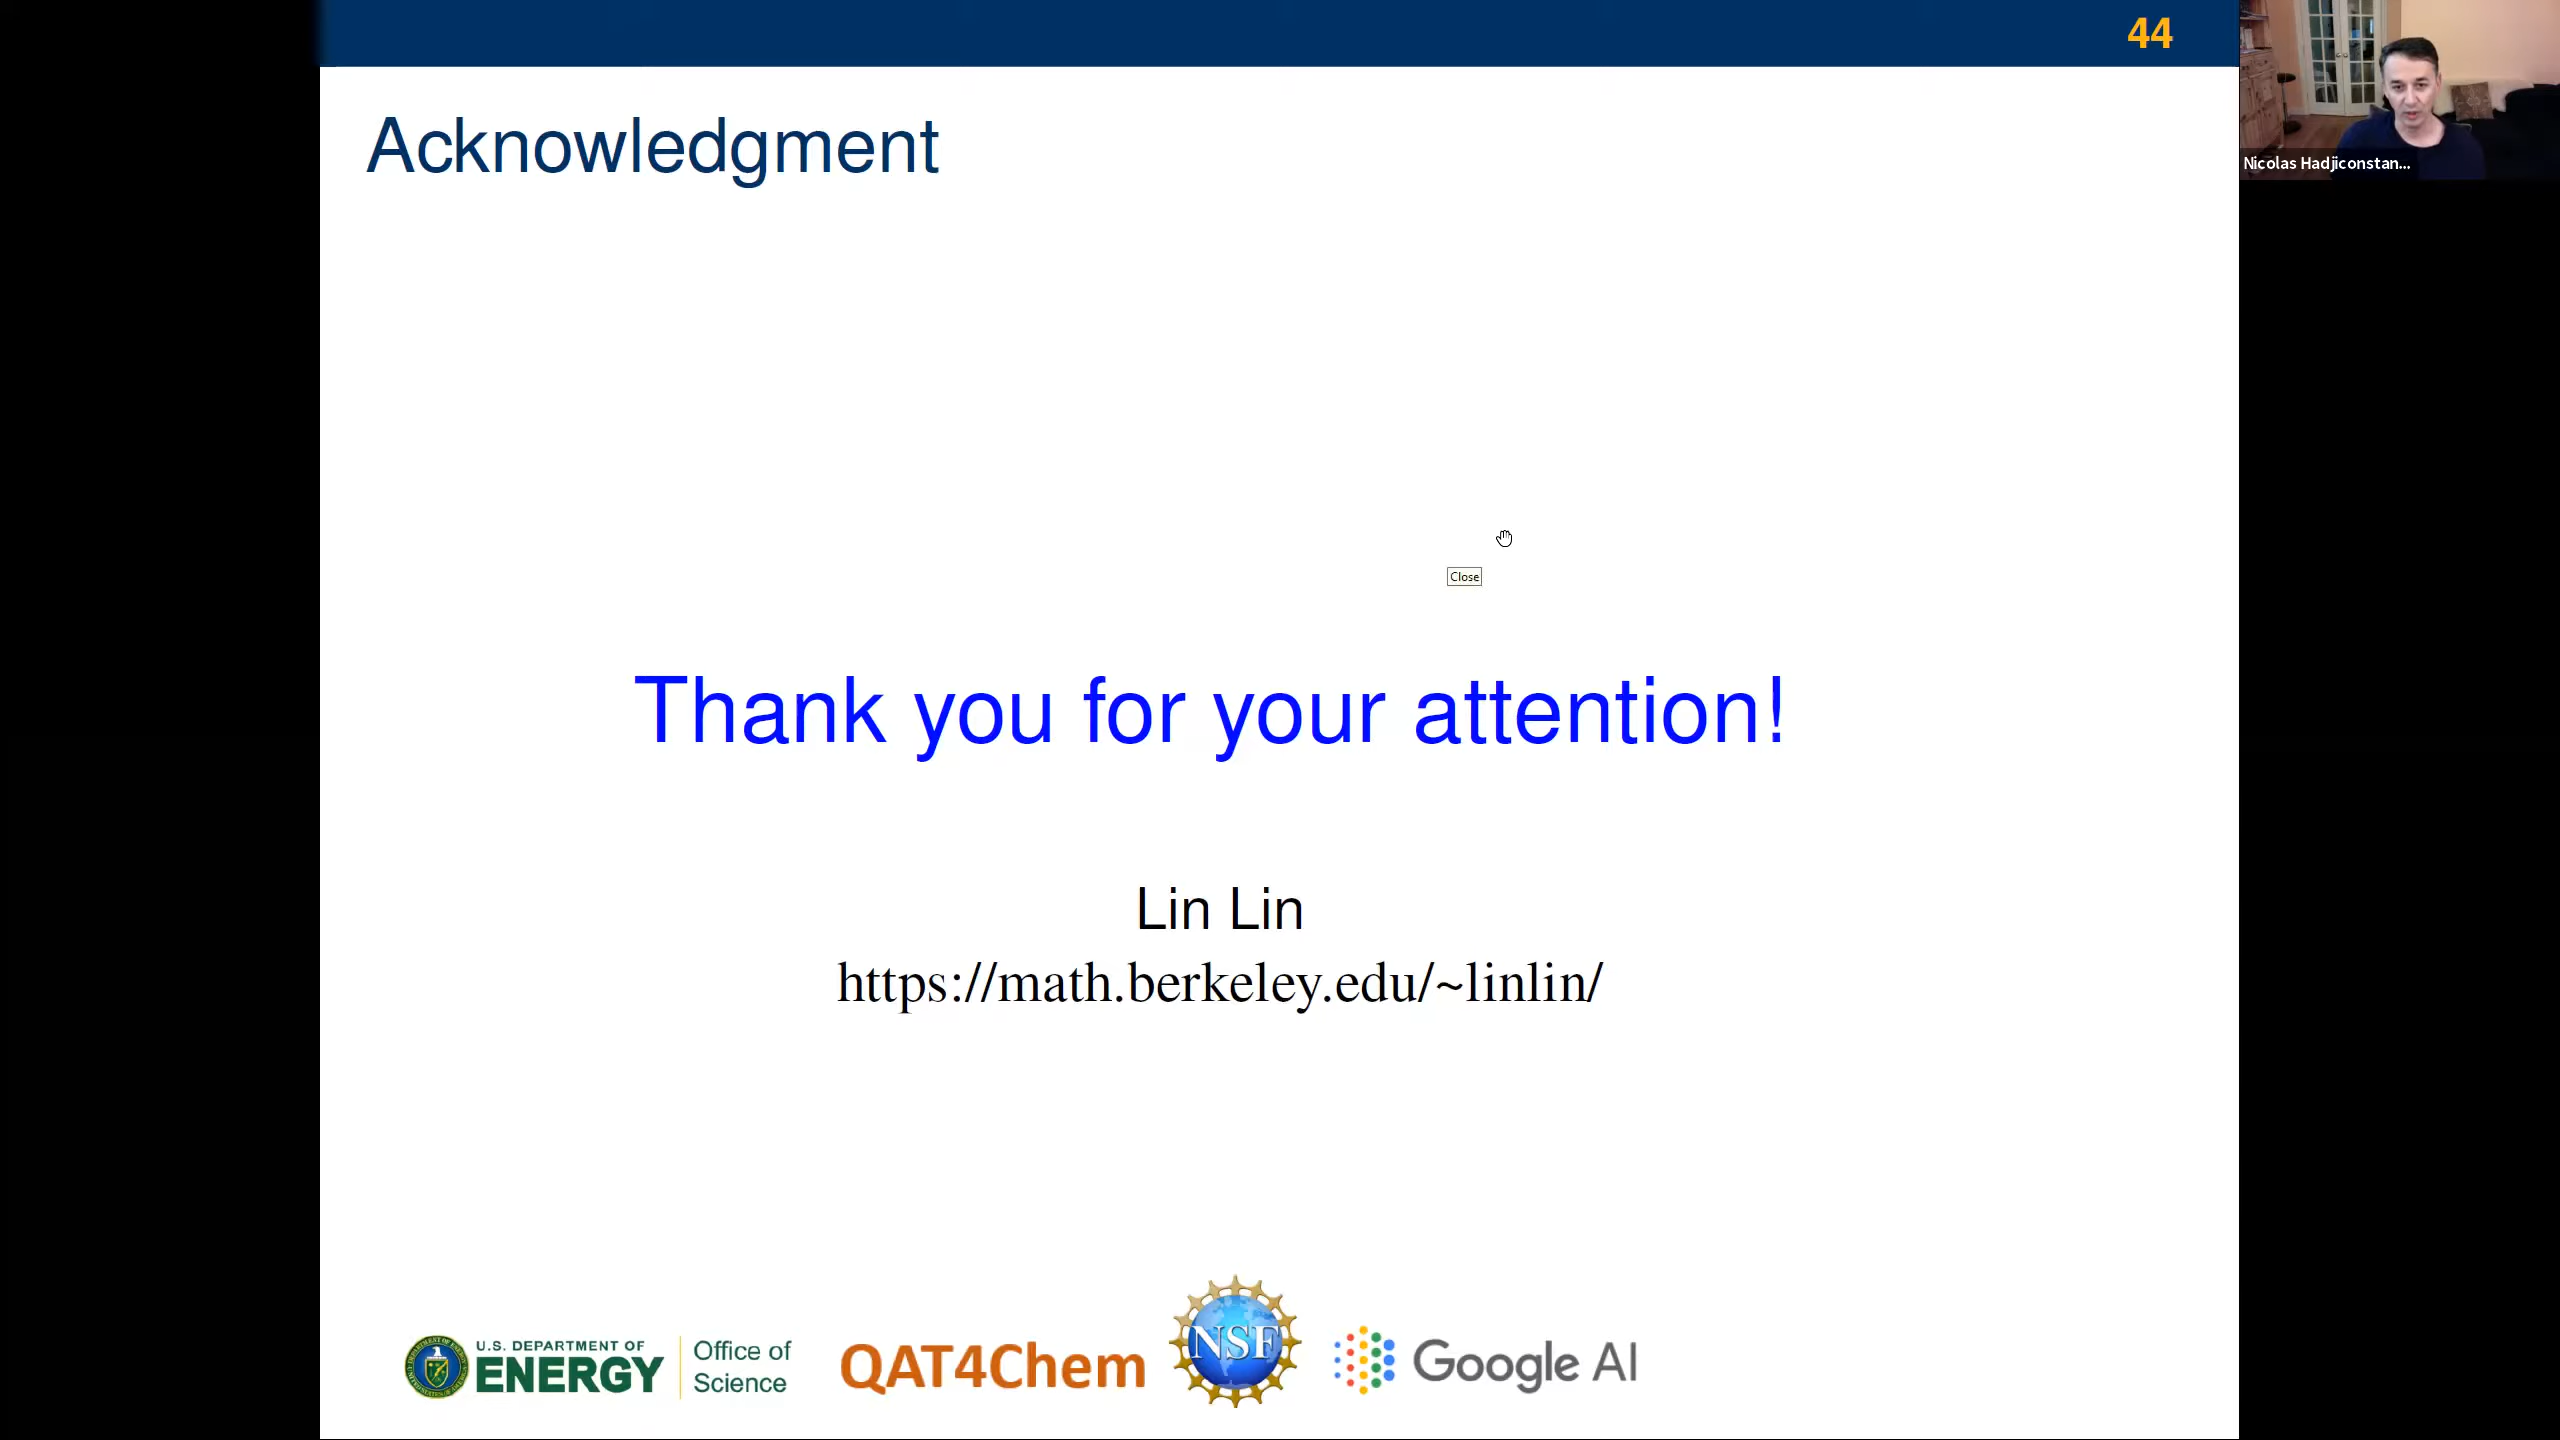 44
Nicolas Hadjiconstan...
Acknowledgment
Close
Thank you for your attention!
Lin Lin
https://math.berkeley.edu/~linlin/
U.S. DEPARTMENT OF
ENERGY
Office of
Science
QAT4Chem
NSF
Google AI